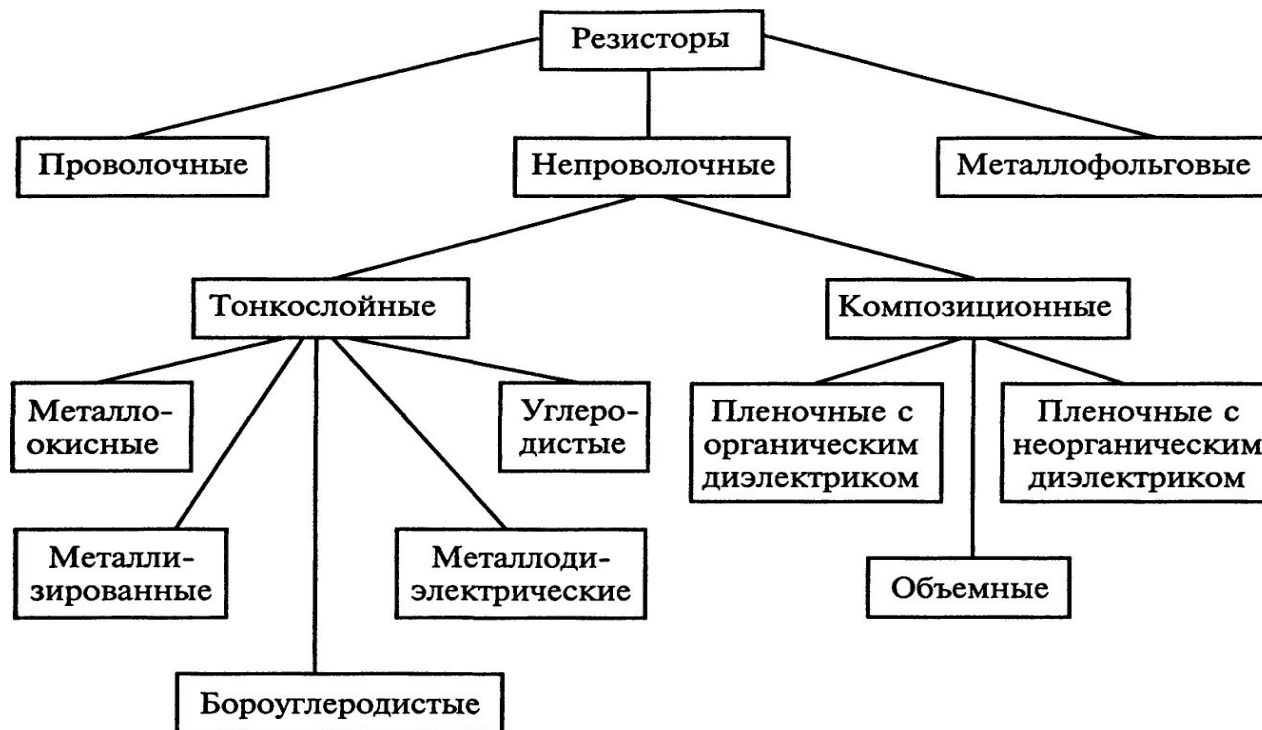 Резисторы
Проволочные
Непроволочные
Металлофольговые
Тонкослойные
Композиционные
Металло-
окисные
Углеро-
дистые
Пленочные с
органическим
диэлектриком
Пленочные с
неорганическим
диэлектриком
Металли-
зированные
Металлоди-
электрические
Объемные
Бороуглеродистые